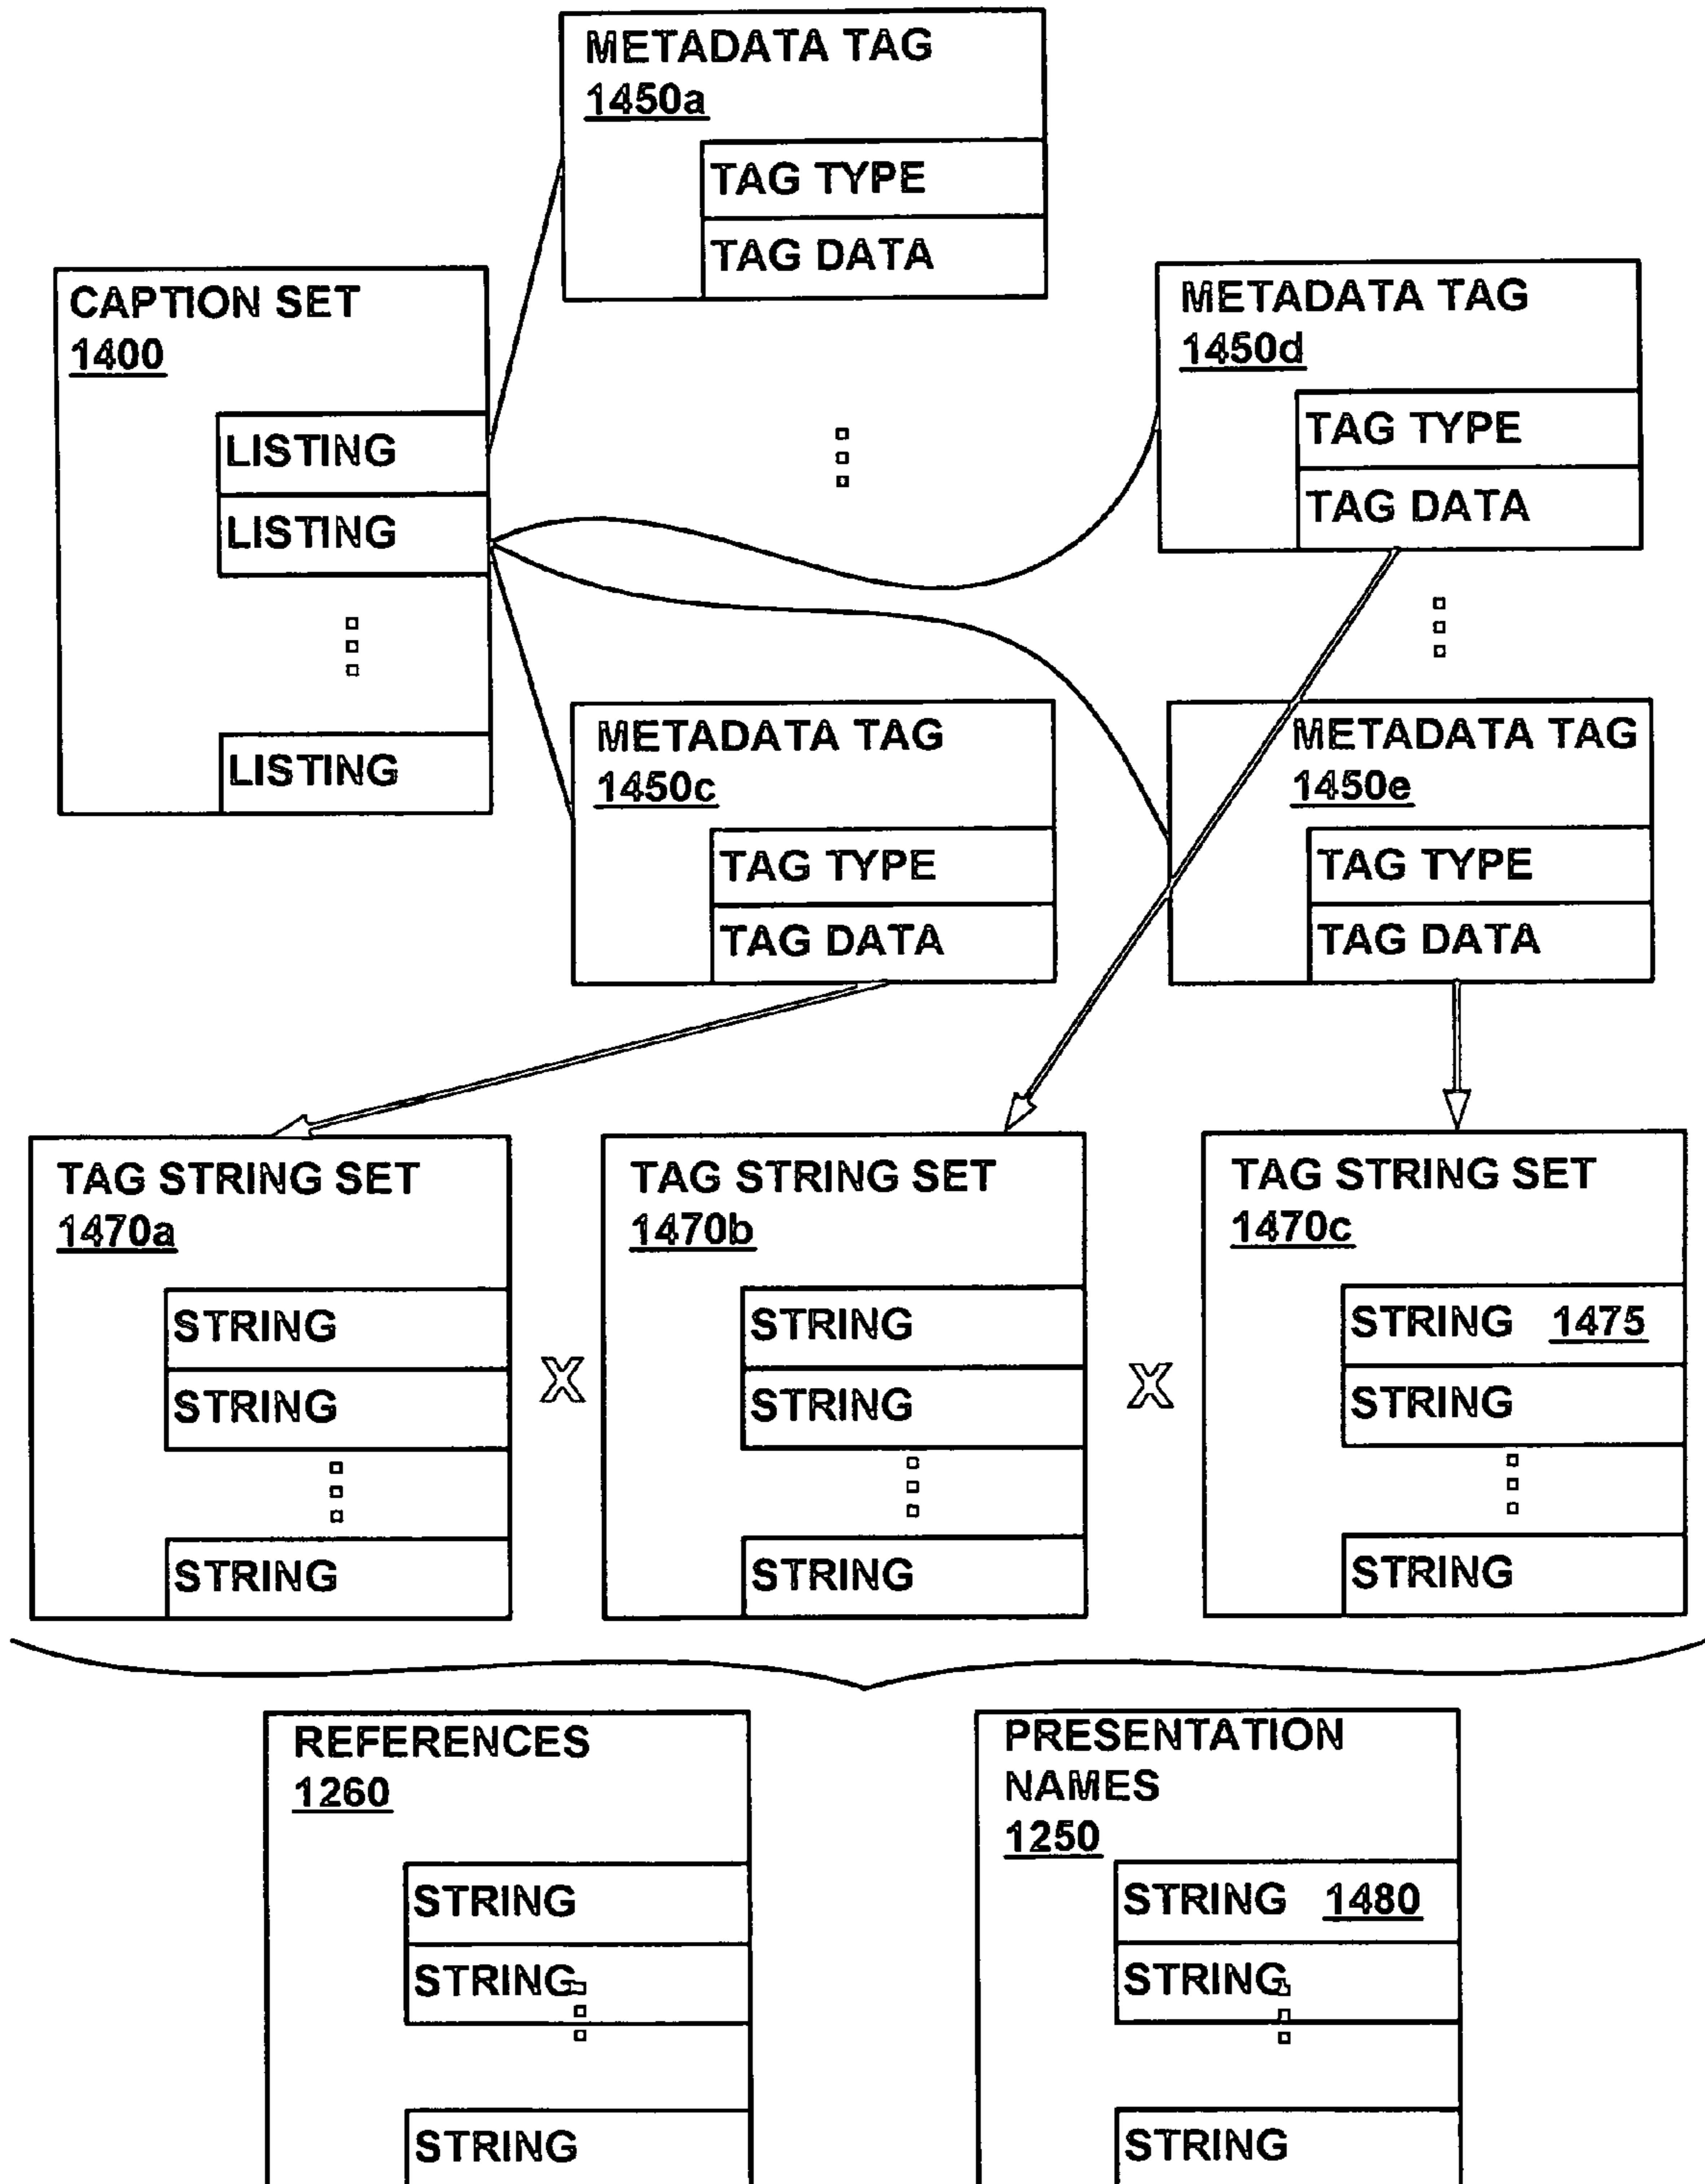 METADATA TAG
1450a
TAG TYPE
TAG DATA
CAPTION SET
1400
LISTING
LISTING
LISTING
METADATA TAG
1450d
TAG TYPE
TAG DATA
METADATA TAG
1450c
TAG TYPE
TAG DATA
METADATA TAG
1450e
TAG TYPE
TAG DATA
TAG STRING SET
1470a
STRING
STRING
STRING
X
TAG STRING SET
1470b
STRING
STRING
STRING
X
TAG STRING SET
1470c
STRING 1475
STRING
STRING
REFERENCES
1260
STRING
STRING
STRING
PRESENTATION
NAMES
1250
STRING 1480
STRING
STRING